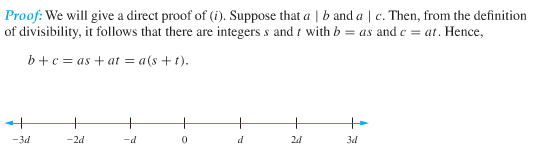 Proof: We will give a direct proof of (i). Suppose that a | b and a | c. Then, from the definition
of divisibility, it follows that there are integers s and t with b = as and c = at. Hence,
b + c = as + at = a(s + t).
−3d −2d −d 0 d 2d 3d